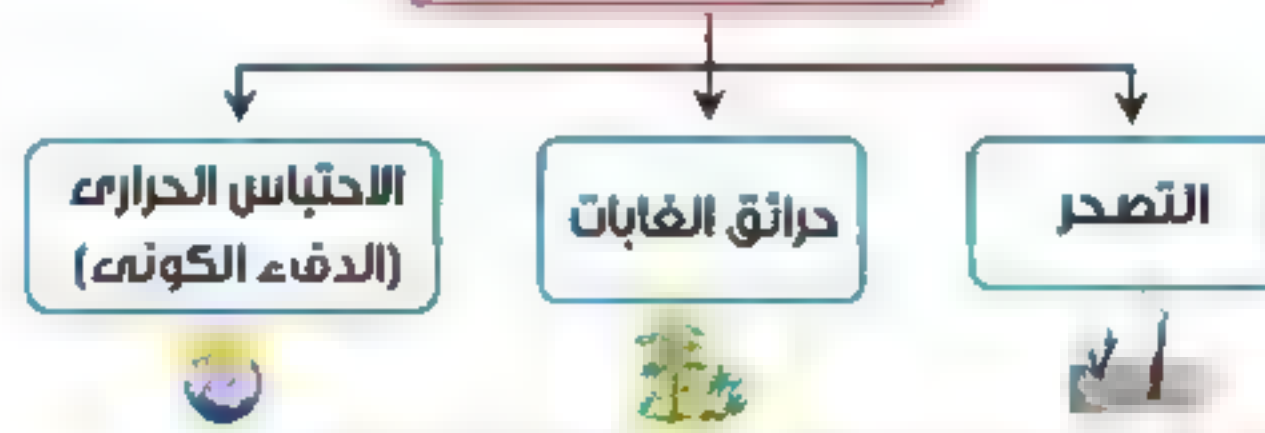 التصحر
حرائق الغابات
الاحتباس الحرارى
(الدفء الكونى)